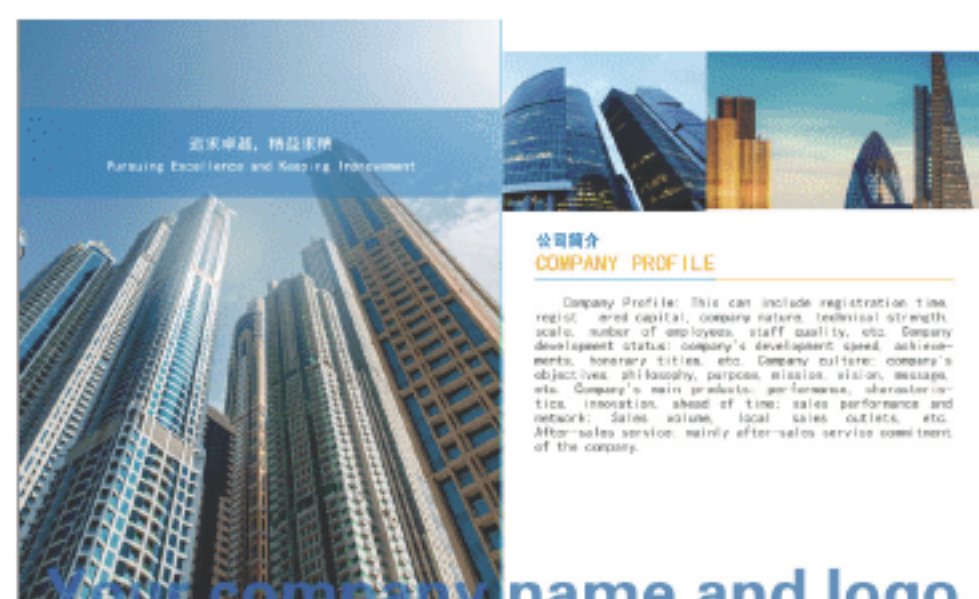 追求卓越，精益求精
Pursuing Excellence and Keeping Improvement
公司简介
COMPANY PROFILE
Company Profile: This can include registration time,
regist ered capital, company nature, technical strength,
scale, number of employees, staff quality, etc. Company
development status: company's development speed, achieve-
ments, honorary titles, etc. Company culture: company's
objectives, philosophy, purpose, mission, vision, message,
etc. Company's main products: performance, characteris-
tics, innovation, ahead of time: sales performance and
network: Sales volume, local sales outlets, etc.
After-sales service: mainly after-sales service commitment
of the company.
Your company name and logo